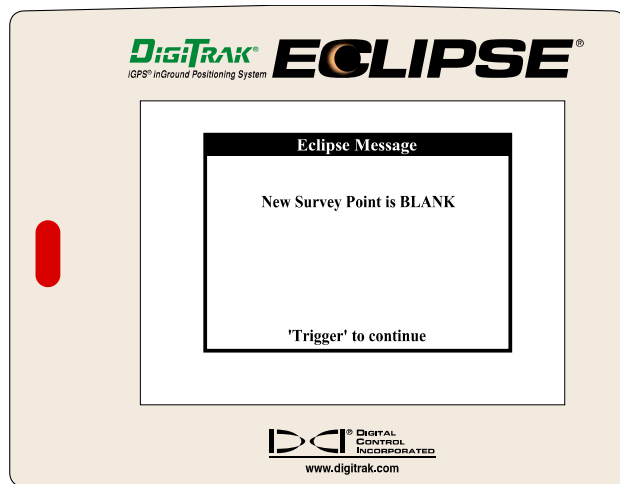 DIGITRAK® ECLIPSE®
iGPS® inGround Positioning System
Eclipse Message
New Survey Point is BLANK
'Trigger' to continue
® DIGITAL
CONTROL
INCORPORATED
www.digitrak.com